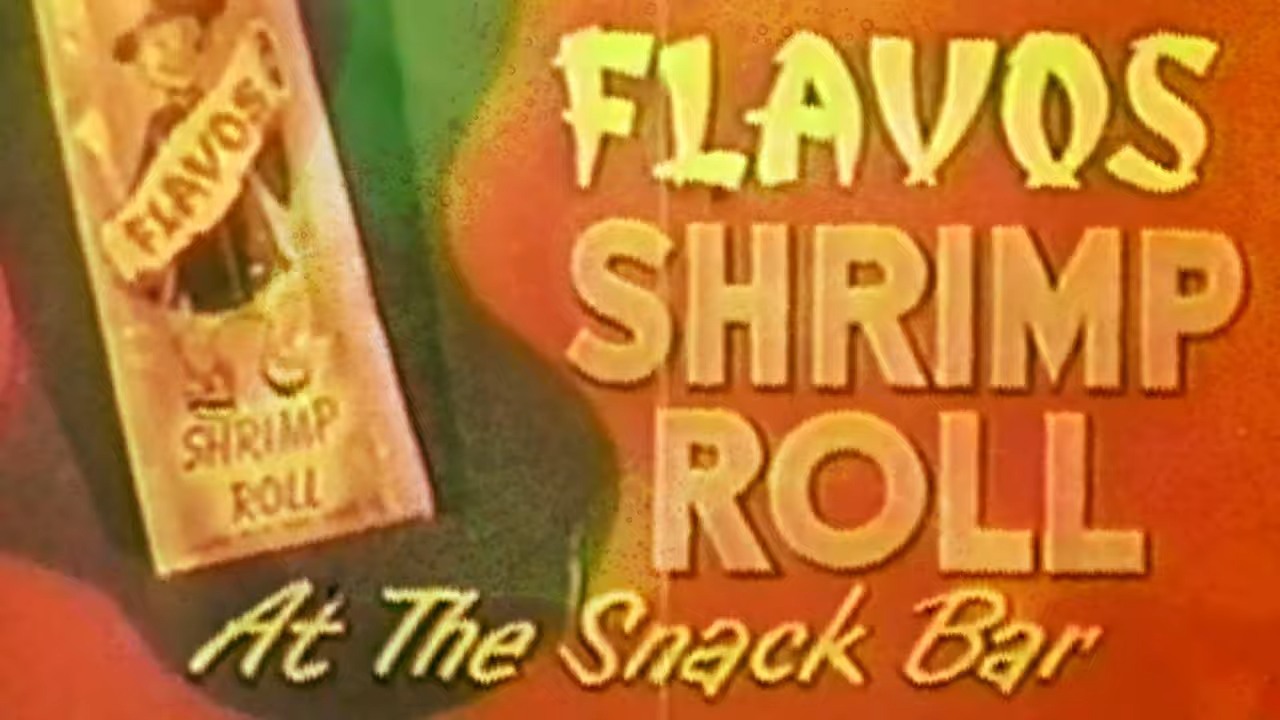 FLAVOS
SHRIMP
ROLL
FLAVOS
SHRIMP
ROLL
At The Snack Bar